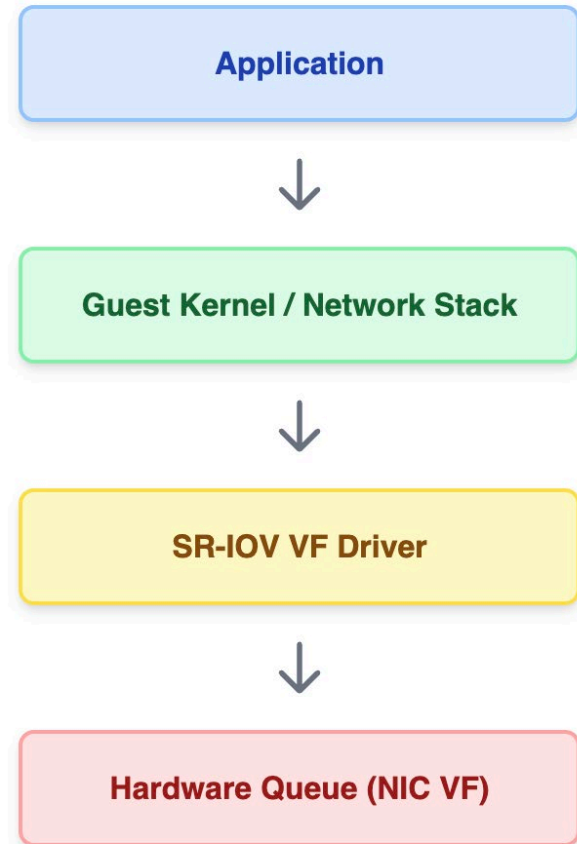 Application
Guest Kernel / Network Stack
SR-IOV VF Driver
Hardware Queue (NIC VF)